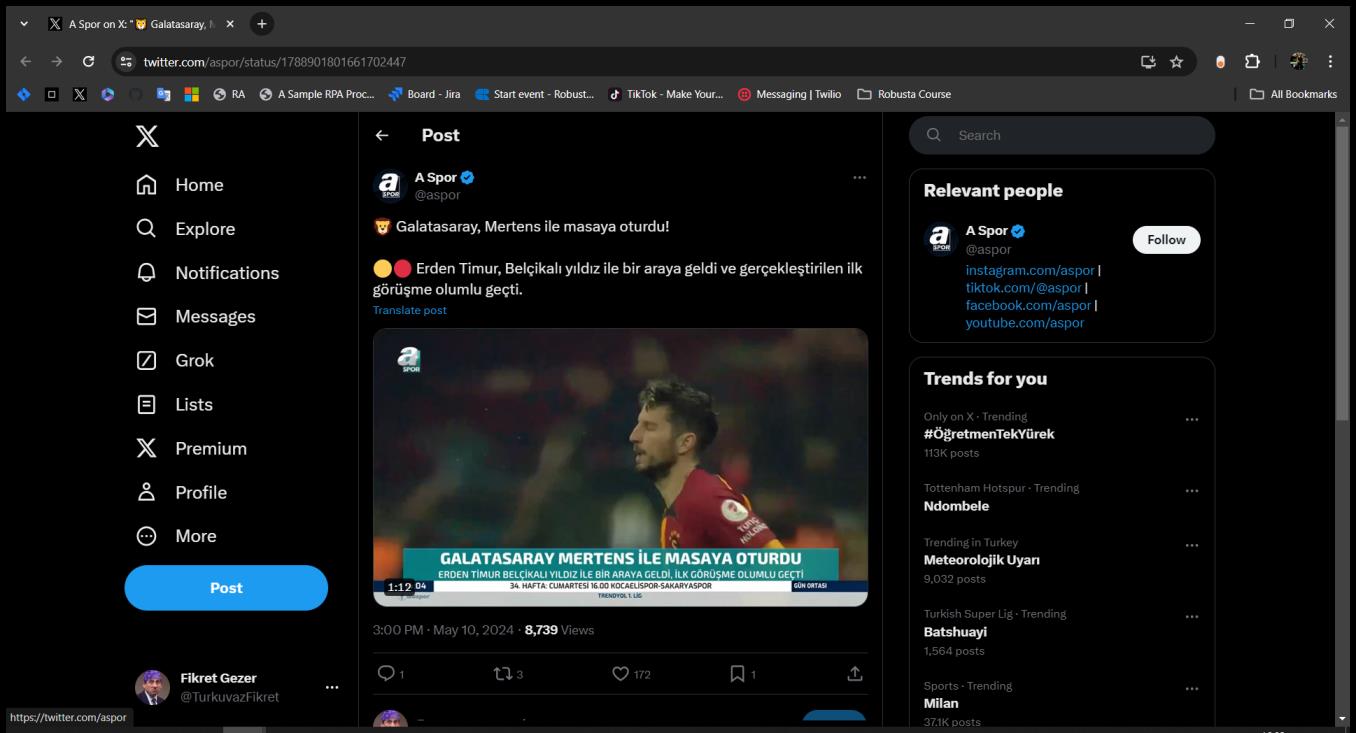 A Spor on X: "🦁 Galatasaray, M
twitter.com/aspor/status/1788901801661702447
RA
A Sample RPA Proc...
Board - Jira
Start event - Robust...
TikTok - Make Your...
Messaging | Twilio
Robusta Course
All Bookmarks
Home
Explore
Notifications
Messages
Grok
Lists
Premium
Profile
More
Post
Fikret Gezer
@TurkuvazFikret
https://twitter.com/aspor
Post
A Spor
@aspor
🦁 Galatasaray, Mertens ile masaya oturdu!
🟡🔴 Erden Timur, Belçikalı yıldız ile bir araya geldi ve gerçekleştirilen ilk
görüşme olumlu geçti.
Translate post
a
SPOR
TUNÇ
HOLDİNG
GALATASARAY MERTENS İLE MASAYA OTURDU
ERDEN TİMUR BELÇİKALI YILDIZ İLE BİR ARAYA GELDİ, İLK GÖRÜŞME OLUMLU GEÇTİ
1:12
04
34. HAFTA: CUMARTESİ 16.00 KOCAELİSPOR-SAKARYASPOR
GÜN ORTASI
TRENDYOL 1. LİG
3:00 PM · May 10, 2024 · 8,739 Views
1
3
172
1
Search
Relevant people
A Spor
@aspor
Follow
instagram.com/aspor |
tiktok.com/@aspor |
facebook.com/aspor |
youtube.com/aspor
Trends for you
Only on X · Trending
#ÖğretmenTekYürek
113K posts
Tottenham Hotspur · Trending
Ndombele
Trending in Turkey
Meteorolojik Uyarı
9,032 posts
Turkish Super Lig · Trending
Batshuayi
1,564 posts
Sports · Trending
Milan
37.1K posts